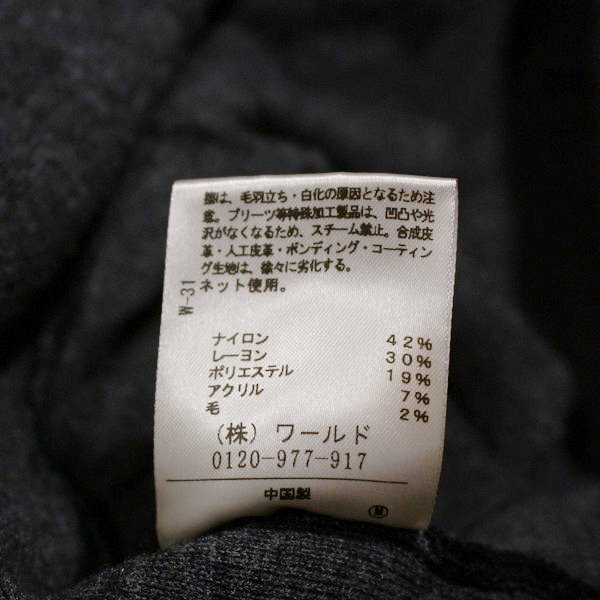 擦は、毛羽立ち・白化の原因となるため注
意。プリーツ等特殊加工製品は、凹凸や光
沢がなくなるため、スチーム禁止。合成皮
革・人工皮革・ボンディング・コーティン
グ生地は、徐々に劣化する。
ネット使用。
W-31
ナイロン 42%
レーヨン 30%
ポリエステル 19%
アクリル 7%
毛 2%
(株) ワールド
0120-977-917
中国製
M